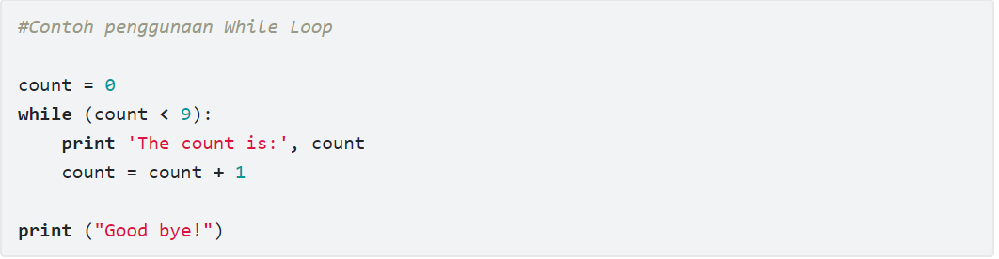 #Contoh penggunaan While Loop
count = 0
while (count < 9):
    print 'The count is:', count
    count = count + 1
print ("Good bye!")